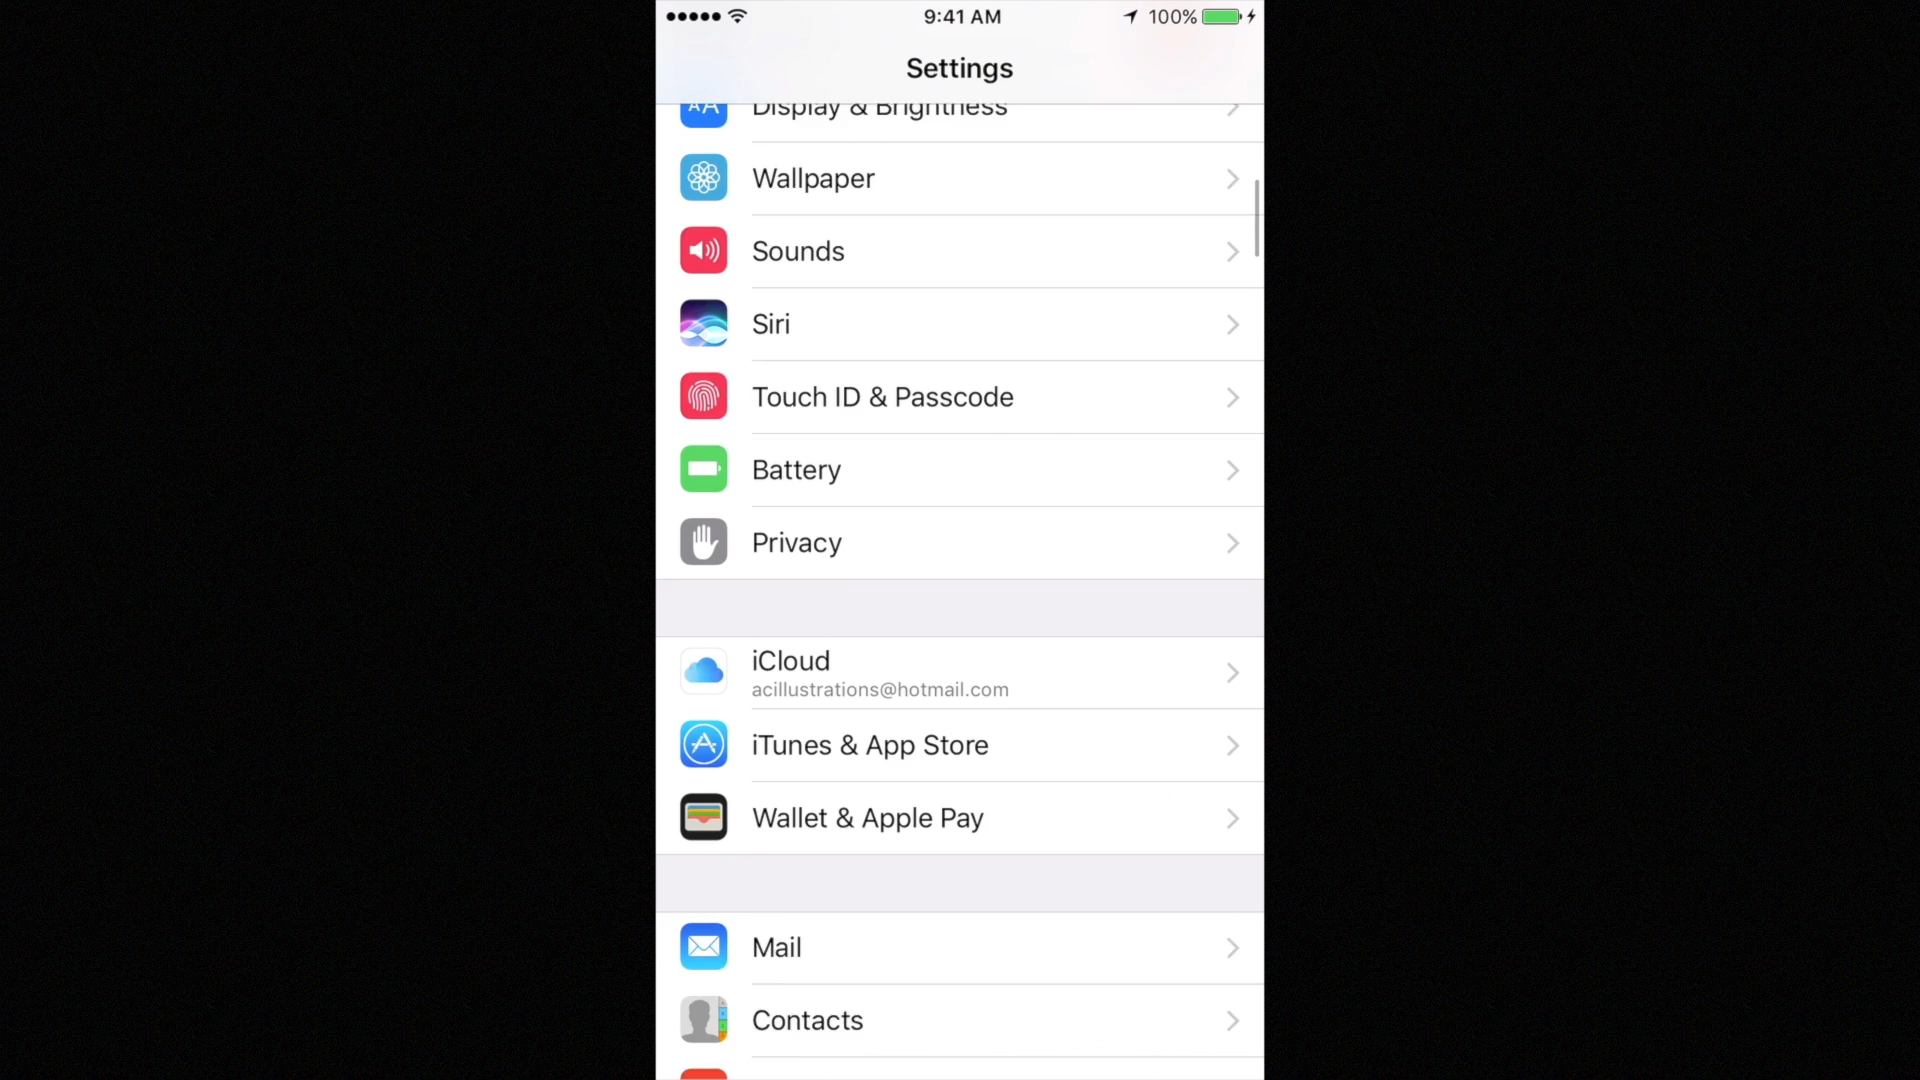 9:41 AM
100%
Settings
Display & Brightness
Wallpaper
Sounds
Siri
Touch ID & Passcode
Battery
Privacy
iCloud
acillustrations@hotmail.com
iTunes & App Store
Wallet & Apple Pay
Mail
Contacts